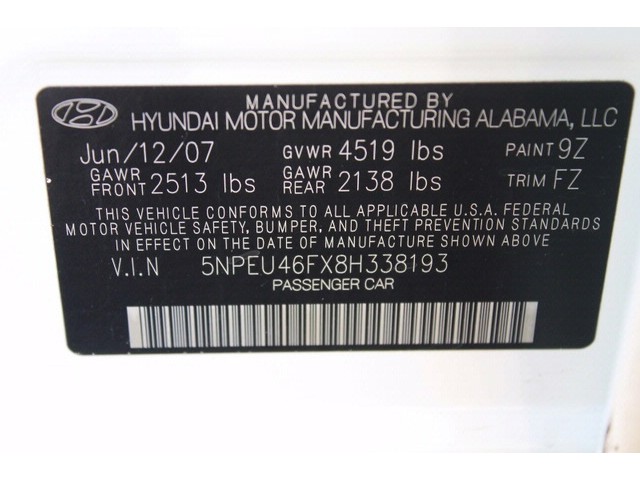 MANUFACTURED BY
HYUNDAI MOTOR MANUFACTURING ALABAMA, LLC
Jun/12/07 GVWR 4519 lbs PAINT 9Z
GAWR FRONT 2513 lbs GAWR REAR 2138 lbs TRIM FZ
THIS VEHICLE CONFORMS TO ALL APPLICABLE U.S.A. FEDERAL
MOTOR VEHICLE SAFETY, BUMPER, AND THEFT PREVENTION STANDARDS
IN EFFECT ON THE DATE OF MANUFACTURE SHOWN ABOVE.
V.I.N 5NPEU46FX8H338193
PASSENGER CAR